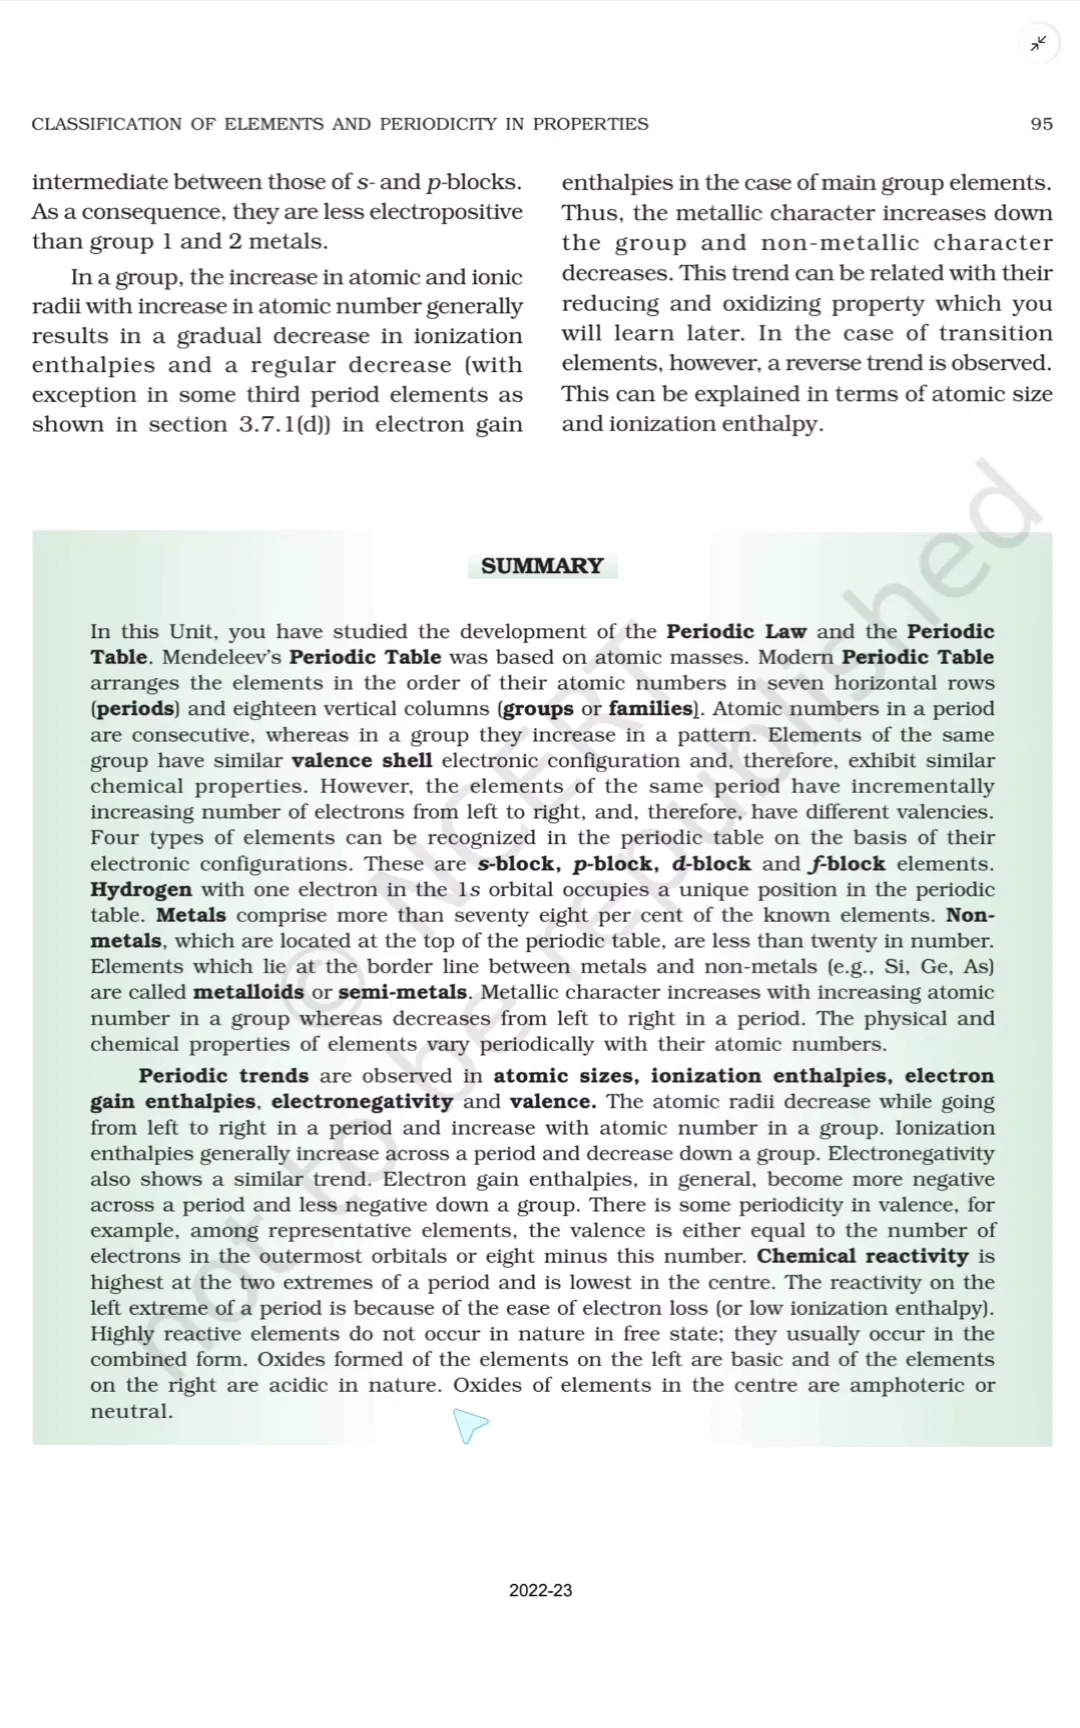 CLASSIFICATION OF ELEMENTS AND PERIODICITY IN PROPERTIES 95
intermediate between those of s- and p-blocks.
As a consequence, they are less electropositive
than group 1 and 2 metals.
In a group, the increase in atomic and ionic
radii with increase in atomic number generally
results in a gradual decrease in ionization
enthalpies and a regular decrease (with
exception in some third period elements as
shown in section 3.7.1(d)) in electron gain
enthalpies in the case of main group elements.
Thus, the metallic character increases down
the group and non-metallic character
decreases. This trend can be related with their
reducing and oxidizing property which you
will learn later. In the case of transition
elements, however, a reverse trend is observed.
This can be explained in terms of atomic size
and ionization enthalpy.
SUMMARY
In this Unit, you have studied the development of the Periodic Law and the Periodic
Table. Mendeleev's Periodic Table was based on atomic masses. Modern Periodic Table
arranges the elements in the order of their atomic numbers in seven horizontal rows
(periods) and eighteen vertical columns (groups or families). Atomic numbers in a period
are consecutive, whereas in a group they increase in a pattern. Elements of the same
group have similar valence shell electronic configuration and, therefore, exhibit similar
chemical properties. However, the elements of the same period have incrementally
increasing number of electrons from left to right, and, therefore, have different valencies.
Four types of elements can be recognized in the periodic table on the basis of their
electronic configurations. These are s-block, p-block, d-block and f-block elements.
Hydrogen with one electron in the 1s orbital occupies a unique position in the periodic
table. Metals comprise more than seventy eight per cent of the known elements. Non-
metals, which are located at the top of the periodic table, are less than twenty in number.
Elements which lie at the border line between metals and non-metals (e.g., Si, Ge, As)
are called metalloids or semi-metals. Metallic character increases with increasing atomic
number in a group whereas decreases from left to right in a period. The physical and
chemical properties of elements vary periodically with their atomic numbers.
Periodic trends are observed in atomic sizes, ionization enthalpies, electron
gain enthalpies, electronegativity and valence. The atomic radii decrease while going
from left to right in a period and increase with atomic number in a group. Ionization
enthalpies generally increase across a period and decrease down a group. Electronegativity
also shows a similar trend. Electron gain enthalpies, in general, become more negative
across a period and less negative down a group. There is some periodicity in valence, for
example, among representative elements, the valence is either equal to the number of
electrons in the outermost orbitals or eight minus this number. Chemical reactivity is
highest at the two extremes of a period and is lowest in the centre. The reactivity on the
left extreme of a period is because of the ease of electron loss (or low ionization enthalpy).
Highly reactive elements do not occur in nature in free state; they usually occur in the
combined form. Oxides formed of the elements on the left are basic and of the elements
on the right are acidic in nature. Oxides of elements in the centre are amphoteric or
neutral.
© NCERT
not to be republished
2022-23